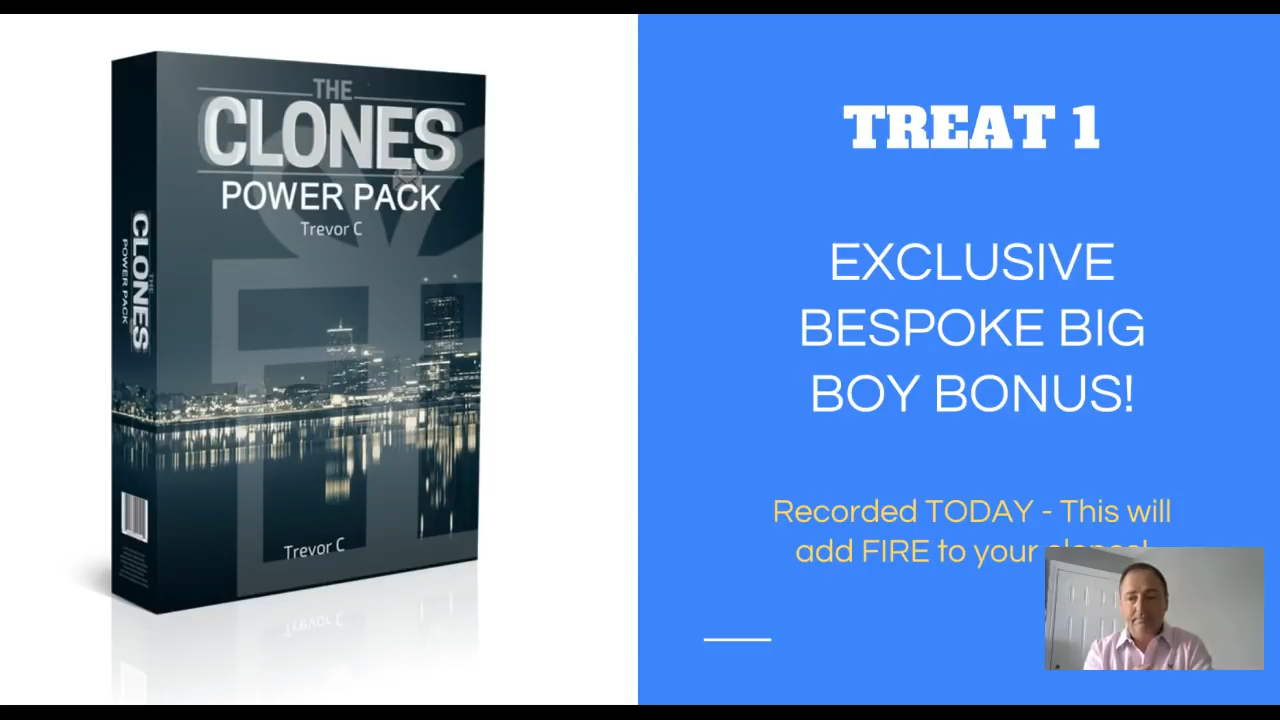 THE
CLONES
POWER PACK
Trevor C
THE
CLONES
POWER PACK
Trevor C
TREAT 1
EXCLUSIVE
BESPOKE BIG
BOY BONUS!
Recorded TODAY - This will
add FIRE to your